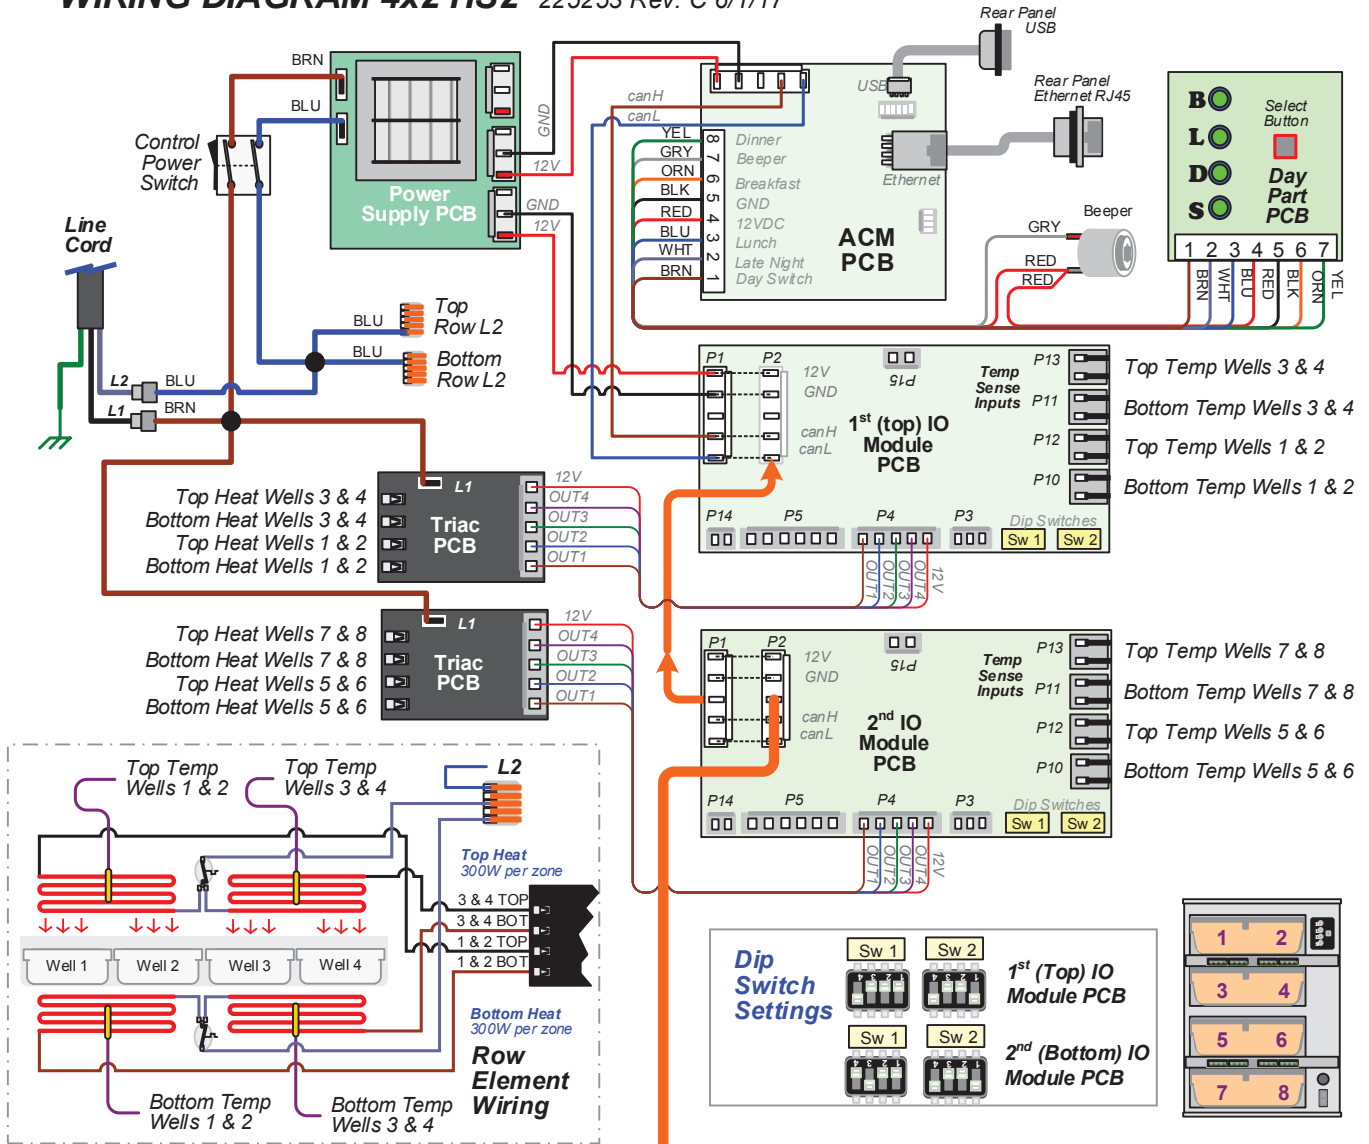 WIRING DIAGRAM 4x2 HS2 225253 Rev. C 6/1/17
Rear Panel
USB
BRN
BLU
Control
Power
Switch
Power
Supply PCB
GND
12V
GND
12V
canH
canL
USB
Ethernet
Rear Panel
Ethernet RJ45
YEL 8 Dinner
GRY 7 Beeper
ORN 6 Breakfast
BLK 5 GND
RED 4 12VDC
BLU 3 Lunch
WHT 2 Late Night
BRN 1 Day Switch
ACM
PCB
GRY
RED
RED
Beeper
B
L
D
S
Select
Button
Day
Part
PCB
1 2 3 4 5 6 7
BRN
WHT
BLU
RED
BLK
ORN
YEL
Line
Cord
L2
BLU
L1
BRN
BLU
Top
Row L2
BLU
Bottom
Row L2
P1
P2
12V
GND
canH
canL
P15
Temp
Sense
Inputs
1st (top) IO
Module
PCB
P13
P11
P12
P10
Top Temp Wells 3 & 4
Bottom Temp Wells 3 & 4
Top Temp Wells 1 & 2
Bottom Temp Wells 1 & 2
P14
P5
P4
P3
Dip Switches
Sw 1
Sw 2
OUT1
OUT2
OUT3
OUT4
12V
Top Heat Wells 3 & 4
Bottom Heat Wells 3 & 4
Top Heat Wells 1 & 2
Bottom Heat Wells 1 & 2
L1
Triac
PCB
12V
OUT4
OUT3
OUT2
OUT1
Top Heat Wells 7 & 8
Bottom Heat Wells 7 & 8
Top Heat Wells 5 & 6
Bottom Heat Wells 5 & 6
L1
Triac
PCB
12V
OUT4
OUT3
OUT2
OUT1
P1
P2
12V
GND
canH
canL
P15
Temp
Sense
Inputs
2nd IO
Module
PCB
P13
P11
P12
P10
Top Temp Wells 7 & 8
Bottom Temp Wells 7 & 8
Top Temp Wells 5 & 6
Bottom Temp Wells 5 & 6
P14
P5
P4
P3
Dip Switches
Sw 1
Sw 2
OUT1
OUT2
OUT3
OUT4
12V
Top Temp
Wells 1 & 2
Top Temp
Wells 3 & 4
L2
Top Heat
300W per zone
3 & 4 TOP
3 & 4 BOT
1 & 2 TOP
1 & 2 BOT
Well 1
Well 2
Well 3
Well 4
Bottom Heat
300W per zone
Row
Element
Wiring
Bottom Temp
Wells 1 & 2
Bottom Temp
Wells 3 & 4
Dip
Switch
Settings
Sw 1
Sw 2
4 3 2 1
4 3 2 1
1st (Top) IO
Module PCB
Sw 1
Sw 2
4 3 2 1
4 3 2 1
2nd (Bottom) IO
Module PCB
1 2
3 4
5 6
7 8